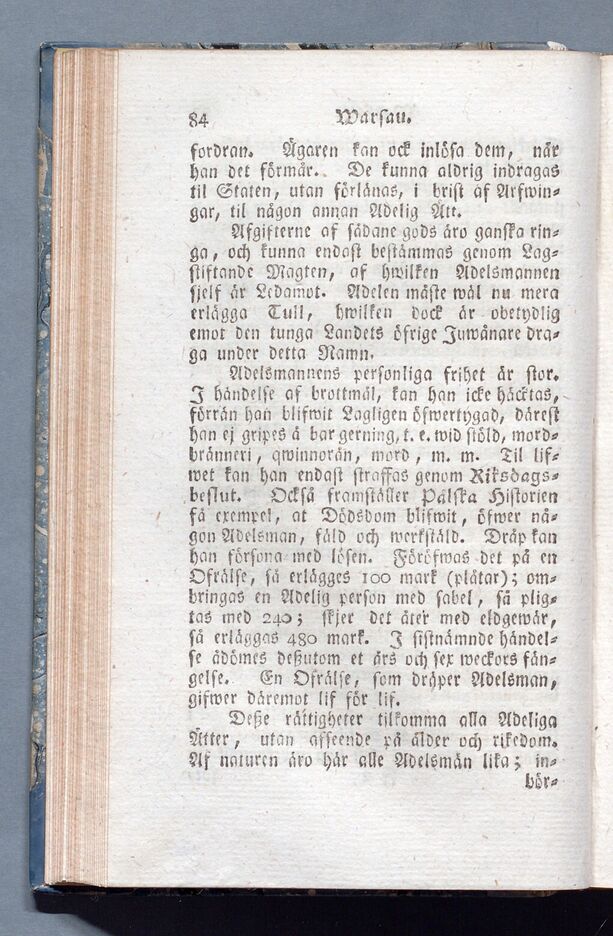 84 Warsau.
fordran. Ägaren kan ock inlösa dem, när
han det förmår. De kunna aldrig indragas
til Staten, utan förlänas, i brist af Arfwin-
gar, til någon annan Adelig Ätt.
Afgifterne af sådane gods äro ganska rin-
ga, och kunna endast bestämmas genom Lag-
stiftande Magten, af hwilken Adelsmannen
sjelf är Ledamot. Adelen måste wäl nu mera
erlägga Tull, hwilken dock är obetydlig
emot den tunga Landets öfrige Inwånare dra-
ga under detta Namn.
Adelsmannens personliga frihet är stor.
I händelse af brottmål, kan han icke häcktas,
förrän han blifwit Lagligen öfwertygad, därest
han ej gripes å bar gerning, t. e. wid stöld, mord-
bränneri, qwinnorån, mord, m. m. Til lif-
wet kan han endast straffas genom Riksdags-
beslut. Också framställer Pålska Historien
få exempel, at Dödsdom blifwit, öfwer nå-
gon Adelsman, fäld och werkstäld. Dråp kan
han försona med lösen. Föröfwas det på en
Ofrälse, så erlägges 100 mark (plåtar); om-
bringas en Adelig person med sabel, så plig-
tas med 240; skjer det åter med eldgewär,
så erläggas 480 mark. I sistnämnde händel-
se ådömes deßutom et års och sex weckors fän-
gelse. En Ofrälse, som dräper Adelsman,
gifwer däremot lif för lif.
Deße rättigheter tilkomma alla Adeliga
Ätter, utan afseende på ålder och rikedom.
Af naturen äro här alle Adelsmän lika; in-
bör-